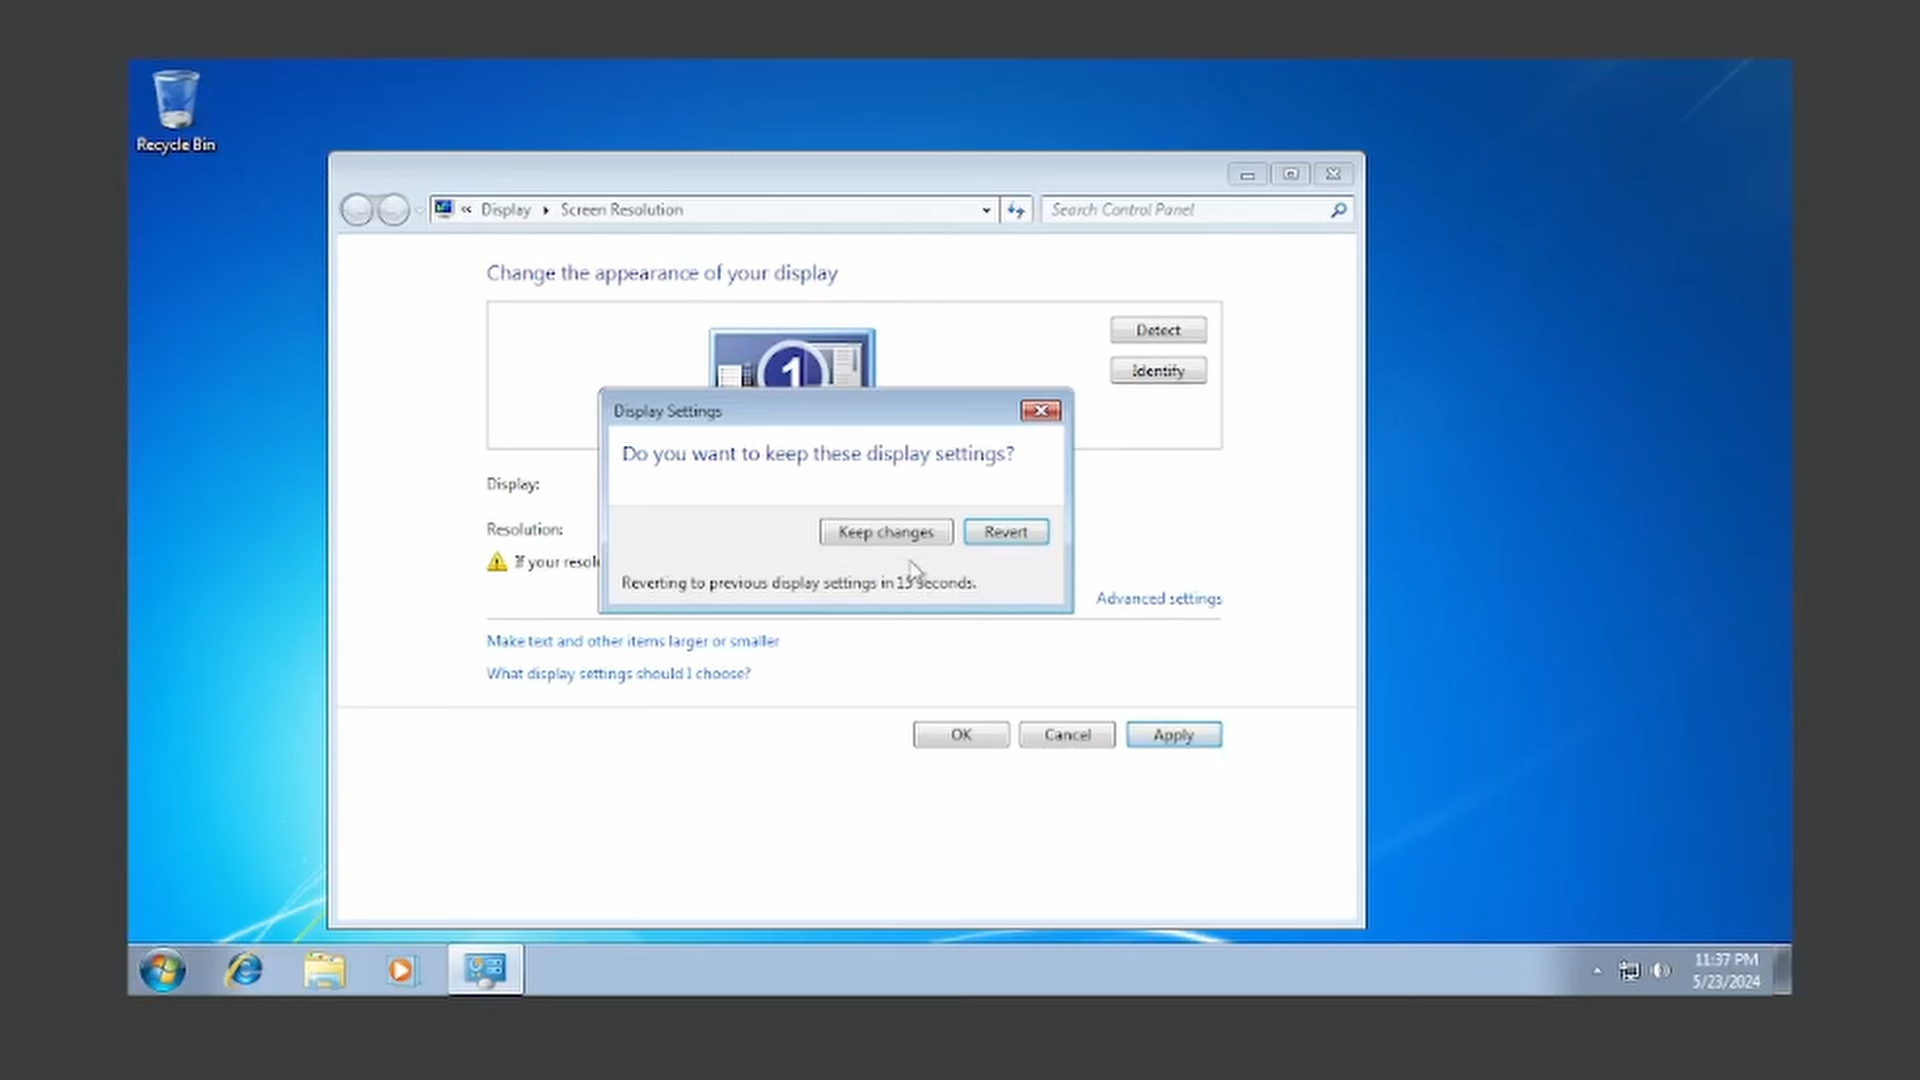 Recycle Bin
« Display ▸ Screen Resolution
Search Control Panel
Change the appearance of your display
Detect
1
Identify
Display Settings
Do you want to keep these display settings?
Display:
Resolution:
Keep changes
Revert
If your resol
Reverting to previous display settings in 15 seconds.
Advanced settings
Make text and other items larger or smaller
What display settings should I choose?
OK
Cancel
Apply
11:37 PM
5/23/2024